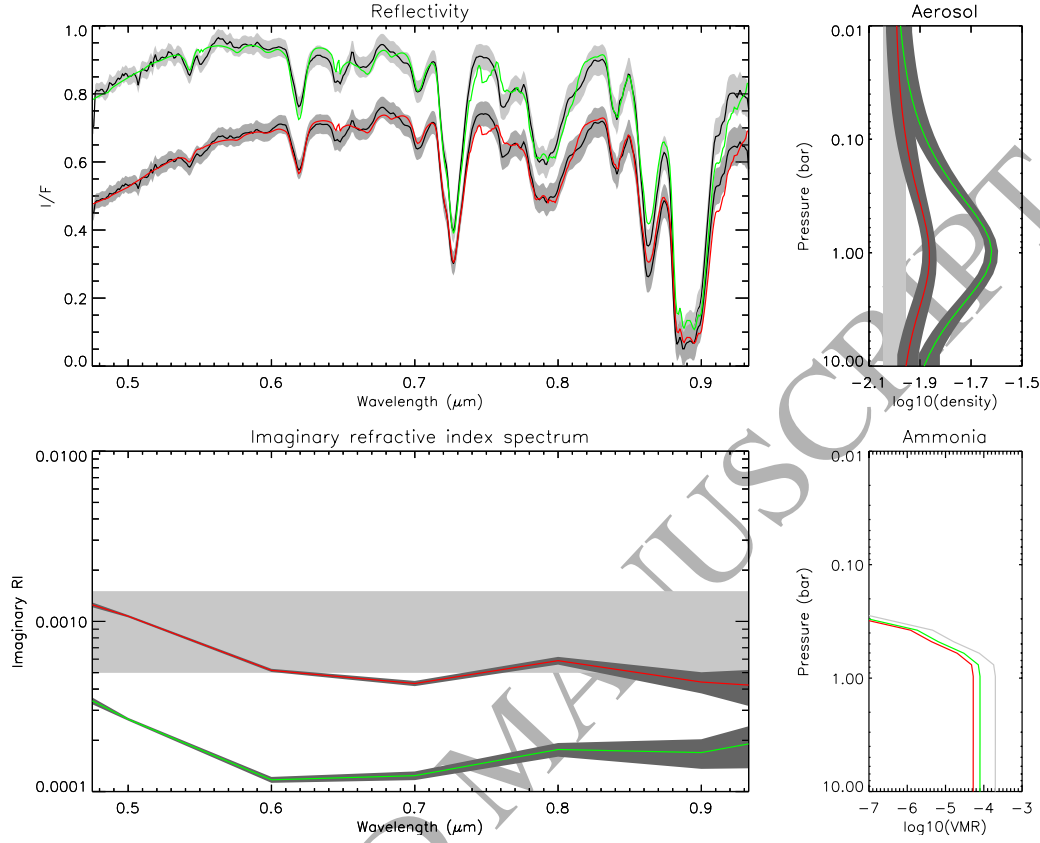 Reflectivity
1.0
0.8
0.6
0.4
0.2
0.0
I/F
0.5 0.6 0.7 0.8 0.9
Wavelength (μm)
Aerosol
0.01
0.10
1.00
10.00
Pressure (bar)
-2.1 -1.9 -1.7 -1.5
log10(density)
Imaginary refractive index spectrum
0.0100
0.0010
0.0001
Imaginary RI
0.5 0.6 0.7 0.8 0.9
Wavelength (μm)
Ammonia
0.01
0.10
1.00
10.00
Pressure (bar)
-7 -6 -5 -4 -3
log10(VMR)
D MANUSCRIPT